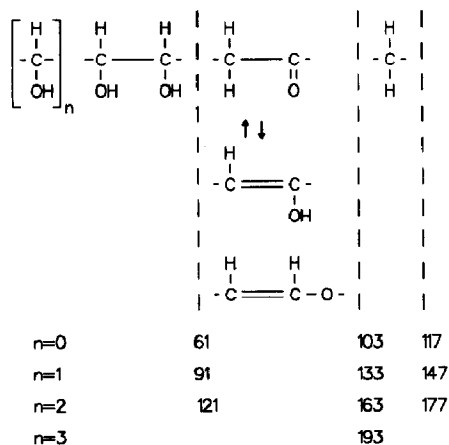 H H H H H
-C- -C C- -C C- -C-
OH OH OH H O H
n
H
-C C-
OH
H H
-C C-O-
n=0 61 103 117
n=1 91 133 147
n=2 121 163 177
n=3 193